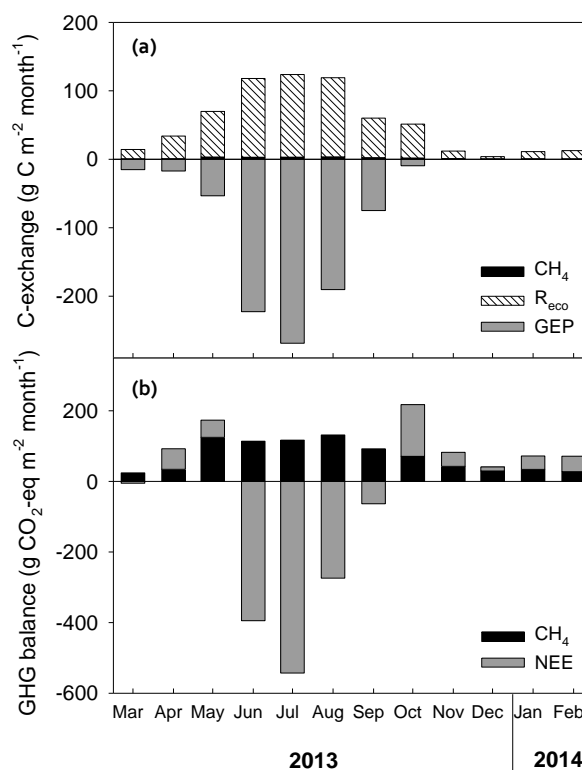 (a)
C-exchange (g C m⁻² month⁻¹)
200
100
0
-100
-200
CH₄
R_eco
GEP
(b)
GHG balance (g CO₂-eq m⁻² month⁻¹)
200
0
-200
-400
-600
CH₄
NEE
Mar Apr May Jun Jul Aug Sep Oct Nov Dec Jan Feb
2013 2014